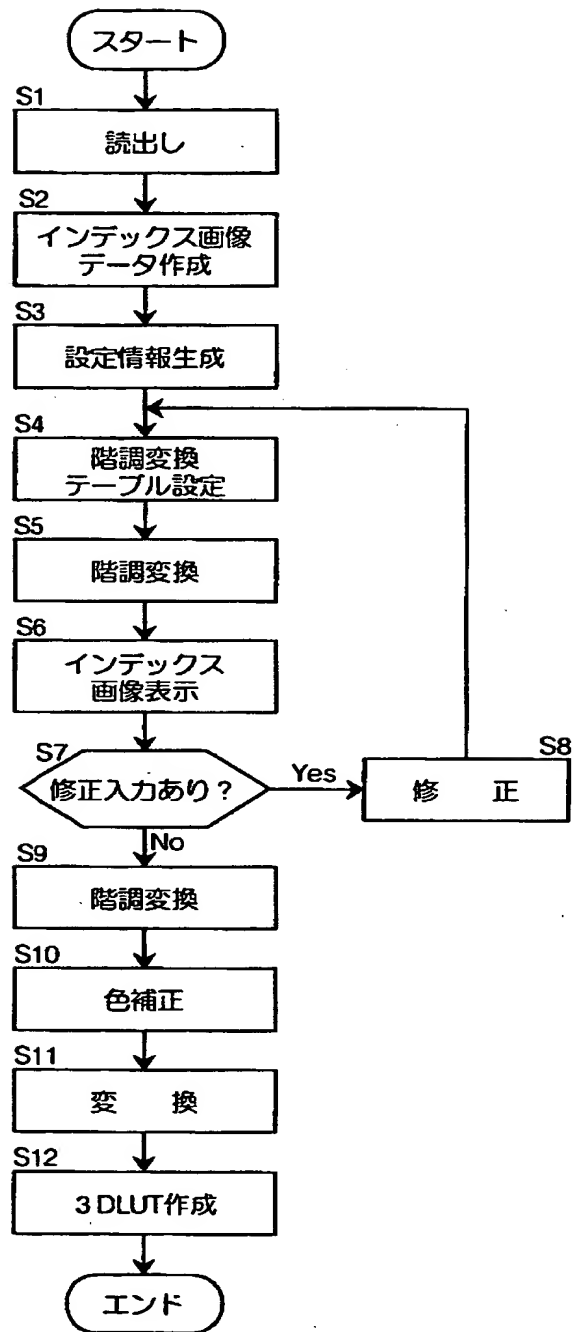 スタート
S1
読出し
S2
インデックス画像
データ作成
S3
設定情報生成
S4
階調変換
テーブル設定
S5
階調変換
S6
インデックス
画像表示
S7
修正入力あり?
Yes
S8
修 正
No
S9
階調変換
S10
色補正
S11
変 換
S12
3DLUT作成
エンド